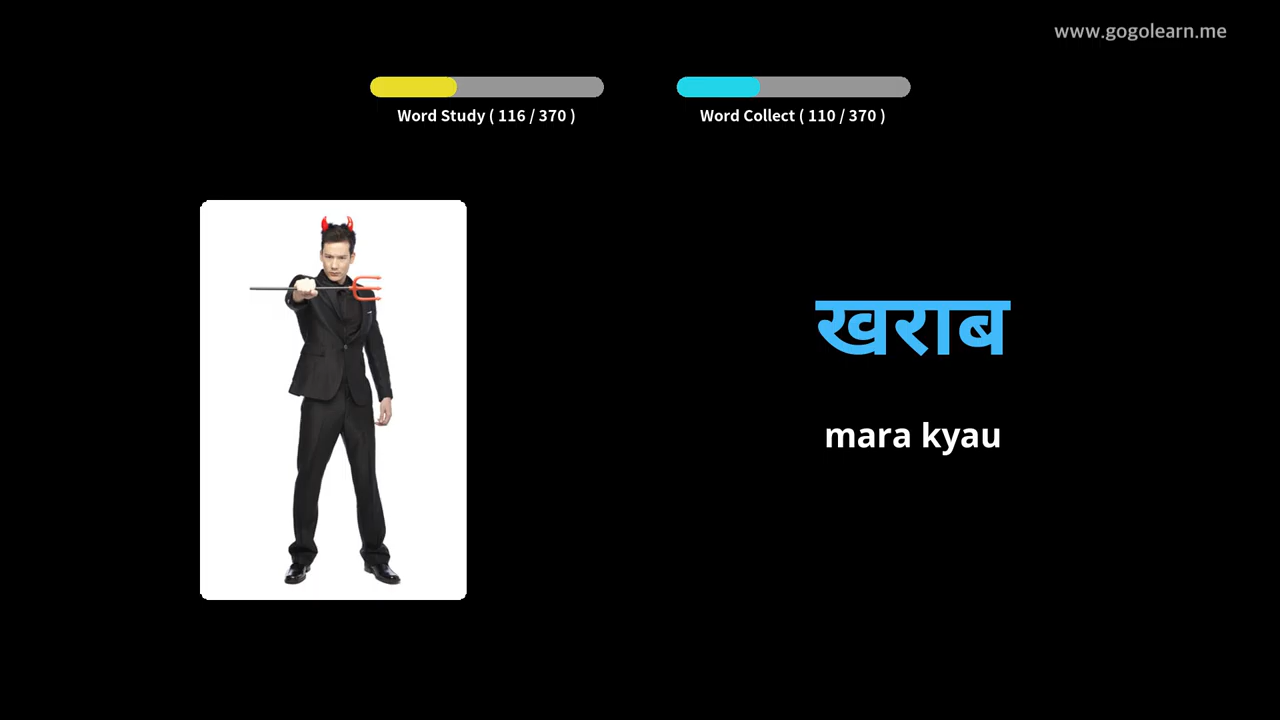 www.gogolearn.me
Word Study ( 116 / 370 )
Word Collect ( 110 / 370 )
खराब
mara kyau